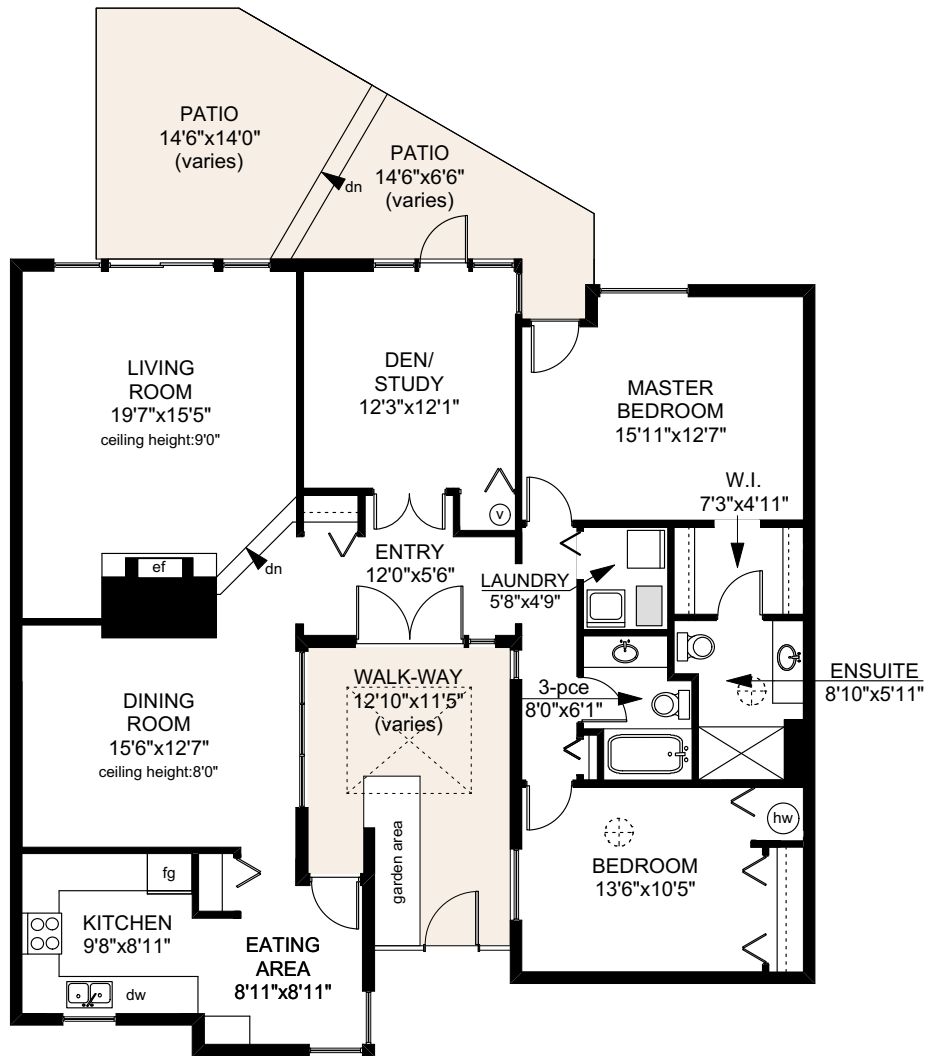 PATIO
14'6"x14'0"
(varies)
PATIO
14'6"x6'6"
(varies)
dn
LIVING
ROOM
19'7"x15'5"
ceiling height:9'0"
DEN/
STUDY
12'3"x12'1"
MASTER
BEDROOM
15'11"x12'7"
W.I.
7'3"x4'11"
v
ef
dn
ENTRY
12'0"x5'6"
LAUNDRY
5'8"x4'9"
WALK-WAY
12'10"x11'5"
(varies)
3-pce
8'0"x6'1"
ENSUITE
8'10"x5'11"
DINING
ROOM
15'6"x12'7"
ceiling height:8'0"
garden area
hw
BEDROOM
13'6"x10'5"
fg
KITCHEN
9'8"x8'11"
EATING
AREA
8'11"x8'11"
dw